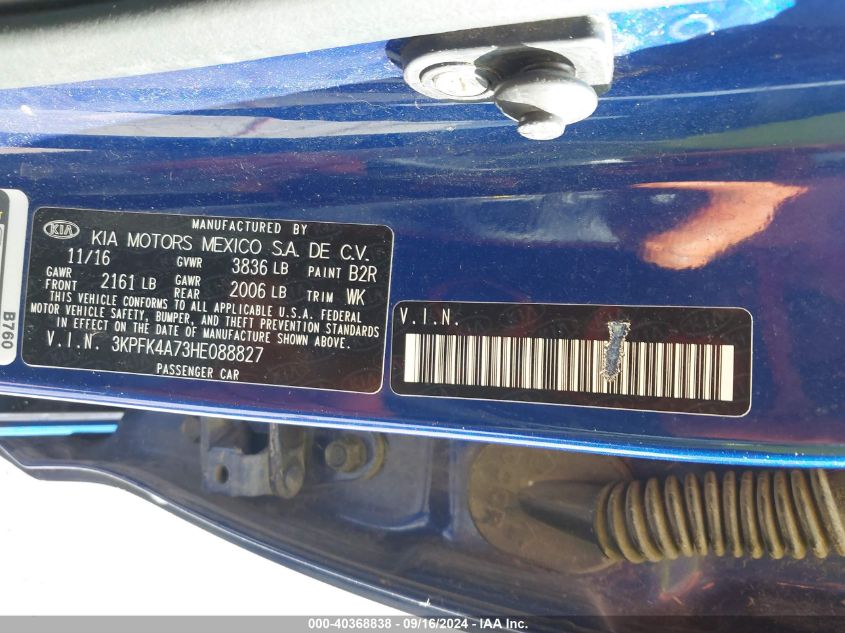 MANUFACTURED BY
KIA KIA MOTORS MEXICO S.A. DE C.V.
11/16 GVWR 3836 LB PAINT B2R
GAWR FRONT 2161 LB GAWR REAR 2006 LB TRIM WK
THIS VEHICLE CONFORMS TO ALL APPLICABLE U.S.A. FEDERAL
MOTOR VEHICLE SAFETY, BUMPER, AND THEFT PREVENTION STANDARDS
IN EFFECT ON THE DATE OF MANUFACTURE SHOWN ABOVE.
V.I.N. 3KPFK4A73HE088827
PASSENGER CAR
V.I.N.
B760
000-40368838 - 09/16/2024 - IAA Inc.